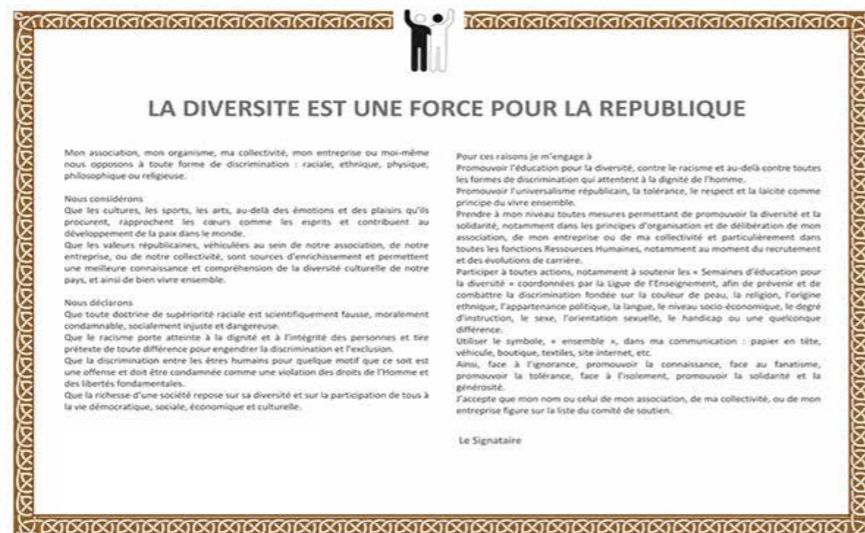 LA DIVERSITE EST UNE FORCE POUR LA REPUBLIQUE
Mon association, mon organisme, ma collectivité, mon entreprise ou moi-même
nous opposons à toute forme de discrimination : raciale, ethnique, physique,
philosophique ou religieuse.
Nous considérons
Que les cultures, les sports, les arts, au-delà des émotions et des plaisirs qu'ils
procurent, rapprochent les cœurs comme les esprits et contribuent au
développement de la paix dans le monde.
Que les valeurs républicaines, véhiculées au sein de notre association, de notre
entreprise, ou de notre collectivité, sont sources d'enrichissement et permettent
une meilleure connaissance et compréhension de la diversité culturelle de notre
pays, et ainsi de bien vivre ensemble.
Nous déclarons
Que toute doctrine de supériorité raciale est scientifiquement fausse, moralement
condamnable, socialement injuste et dangereuse.
Que le racisme porte atteinte à la dignité et à l'intégrité des personnes et tire
prétexte de toute différence pour engendrer la discrimination et l'exclusion.
Que la discrimination entre les êtres humains pour quelque motif que ce soit est
une offense et doit être condamnée comme une violation des droits de l'Homme et
des libertés fondamentales.
Que la richesse d'une société repose sur sa diversité et sur la participation de tous à
la vie démocratique, sociale, économique et culturelle.
Pour ces raisons je m'engage à
Promouvoir l'éducation pour la diversité, contre le racisme et au-delà contre toutes
les formes de discrimination qui attentent à la dignité de l'homme.
Promouvoir l'universalisme républicain, la tolérance, le respect et la laïcité comme
principe du vivre ensemble.
Prendre à mon niveau toutes mesures permettant de promouvoir la diversité et la
solidarité, notamment dans les principes d'organisation et de délibération de mon
association, de mon entreprise ou de ma collectivité et particulièrement dans
toutes les fonctions Ressources Humaines, notamment au moment du recrutement
et des évolutions de carrière.
Participer à toutes actions, notamment à soutenir les « Semaines d'éducation pour
la diversité » coordonnées par la Ligue de l'Enseignement, afin de prévenir et de
combattre la discrimination fondée sur la couleur de peau, la religion, l'origine
ethnique, l'appartenance politique, la langue, le niveau socio-économique, le degré
d'instruction, le sexe, l'orientation sexuelle, le handicap ou une quelconque
différence.
Utiliser le symbole, « ensemble », dans ma communication : papier en tête,
véhicule, boutique, textiles, site internet, etc.
Ainsi, face à l'ignorance, promouvoir la connaissance, face au fanatisme,
promouvoir la tolérance, face à l'isolement, promouvoir la solidarité et la
générosité.
J'accepte que mon nom ou celui de mon association, de ma collectivité, ou de mon
entreprise figure sur la liste du comité de soutien.
Le Signataire